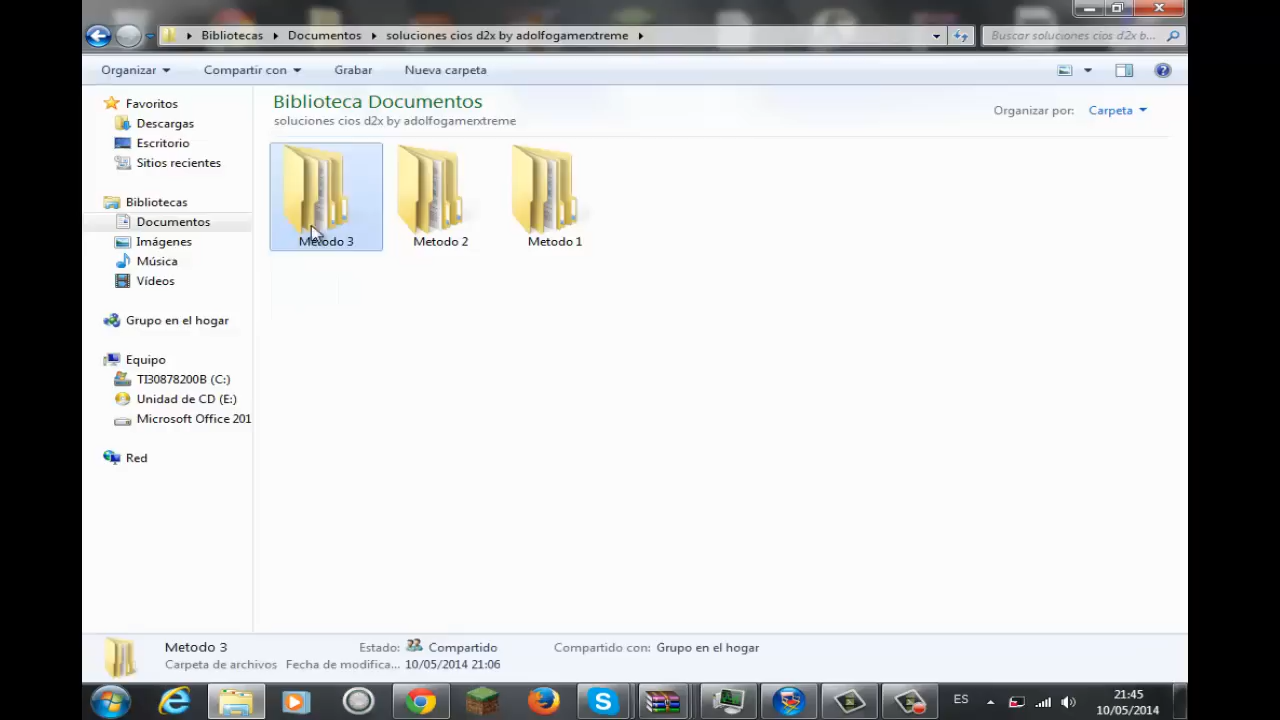 Bibliotecas Documentos soluciones cios d2x by adolfogamerxtreme
Buscar soluciones cios d2x b...
Organizar Compartir con Grabar Nueva carpeta
Favoritos
Descargas
Escritorio
Sitios recientes
Bibliotecas
Documentos
Imágenes
Música
Vídeos
Grupo en el hogar
Equipo
TI30878200B (C:)
Unidad de CD (E:)
Microsoft Office 201
Red
Biblioteca Documentos
soluciones cios d2x by adolfogamerxtreme
Organizar por: Carpeta
Metodo 3 Metodo 2 Metodo 1
Metodo 3 Estado: Compartido Compartido con: Grupo en el hogar
Carpeta de archivos Fecha de modifica... 10/05/2014 21:06
ES
21:45
10/05/2014